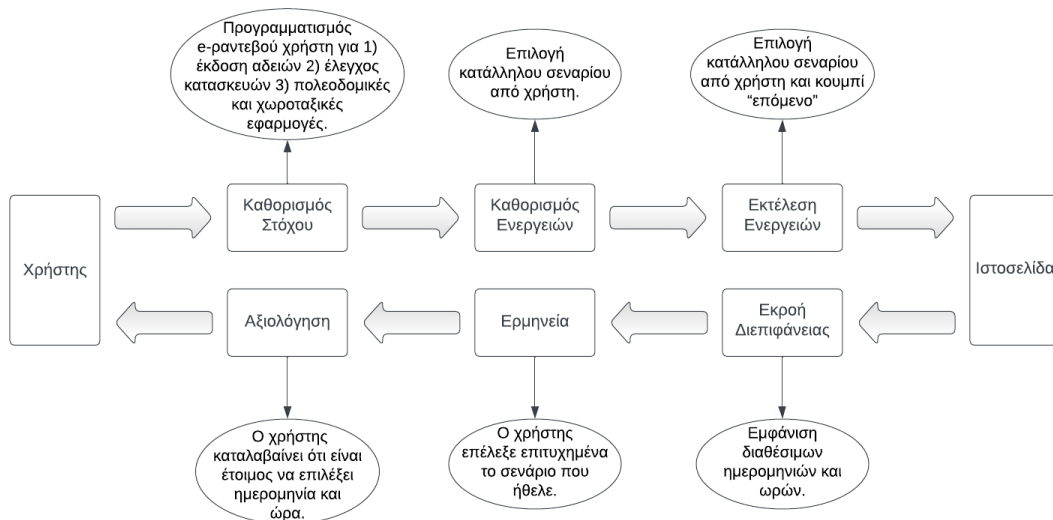 Προγραμματισμός
e-ραντεβού χρήστη για 1)
έκδοση αδειών 2) έλεγχος
κατασκευών 3) πολεοδομικές
και χωροταξικές
εφαρμογές.
Επιλογή
κατάλληλου σεναρίου
από χρήστη.
Επιλογή
κατάλληλου σεναρίου
από χρήστη και κουμπί
“επόμενο”
Χρήστης
Καθορισμός
Στόχου
Καθορισμός
Ενεργειών
Εκτέλεση
Ενεργειών
Ιστοσελίδα
Αξιολόγηση
Ερμηνεία
Εκροή
Διεπιφάνειας
Ο χρήστης
καταλαβαίνει ότι είναι
έτοιμος να επιλέξει
ημερομηνία και
ώρα.
Ο χρήστης
επέλεξε επιτυχημένα
το σενάριο που
ήθελε.
Εμφάνιση
διαθέσιμων
ημερομηνιών και
ωρών.